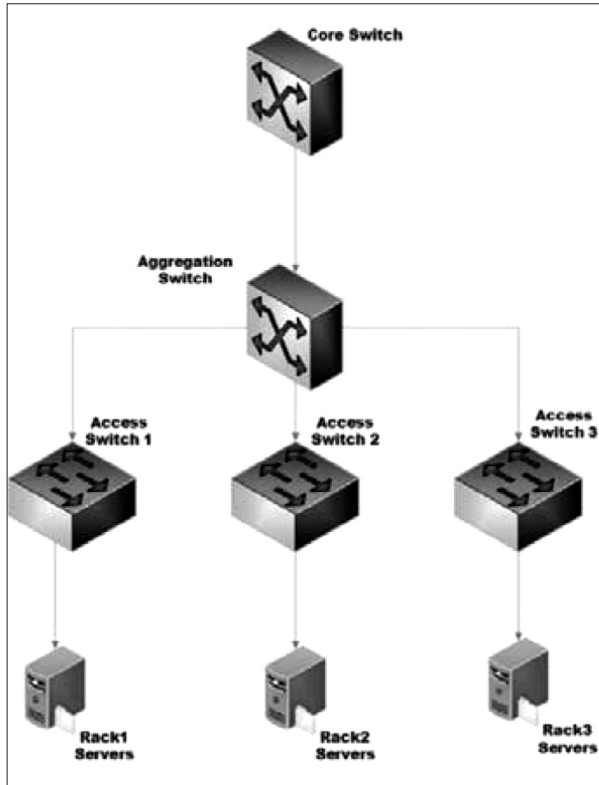 Core Switch
Aggregation
Switch
Access
Switch 1
Access
Switch 2
Access
Switch 3
Rack1
Servers
Rack2
Servers
Rack3
Servers